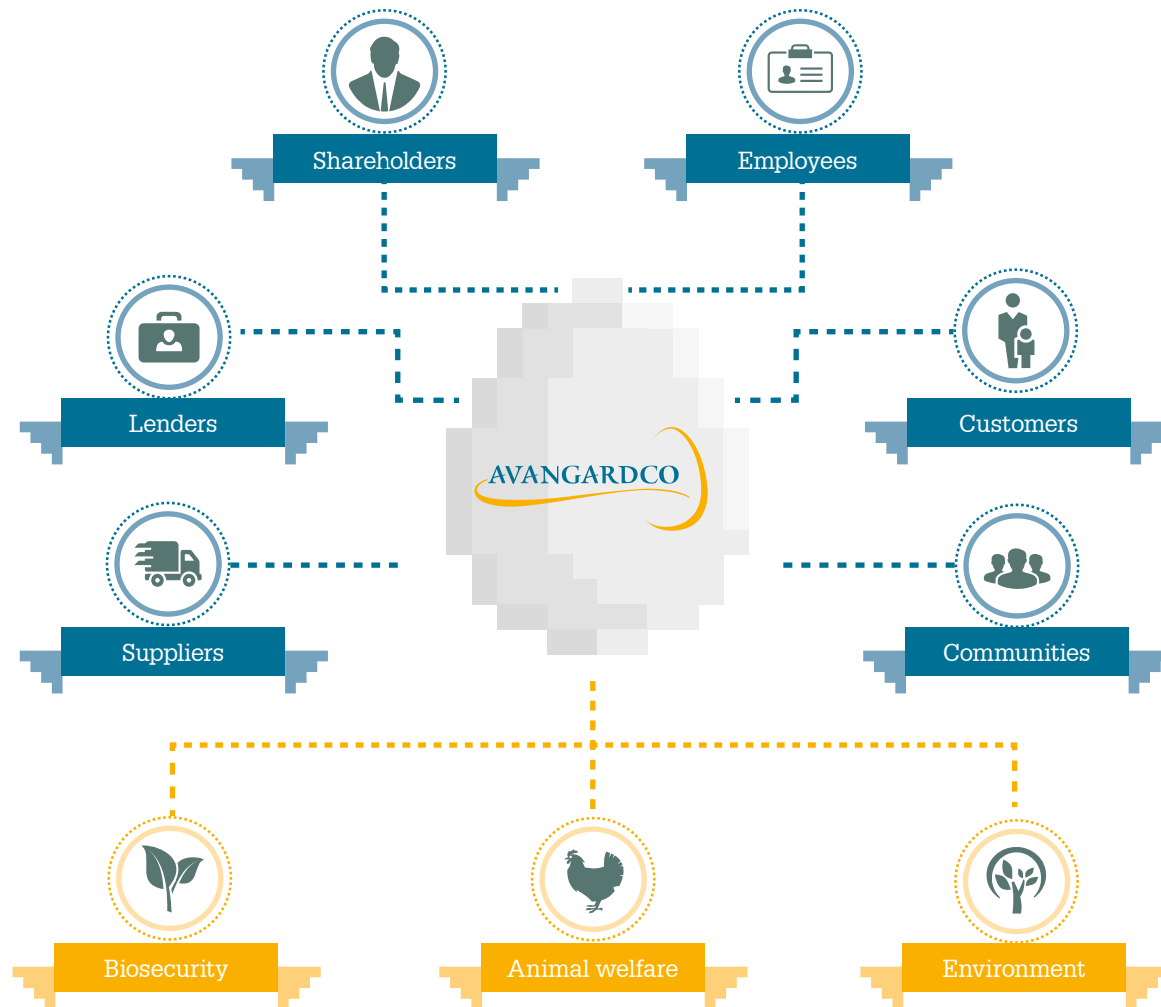 Shareholders
Employees
Lenders
Customers
AVANGARDCO
Suppliers
Communities
Biosecurity
Animal welfare
Environment